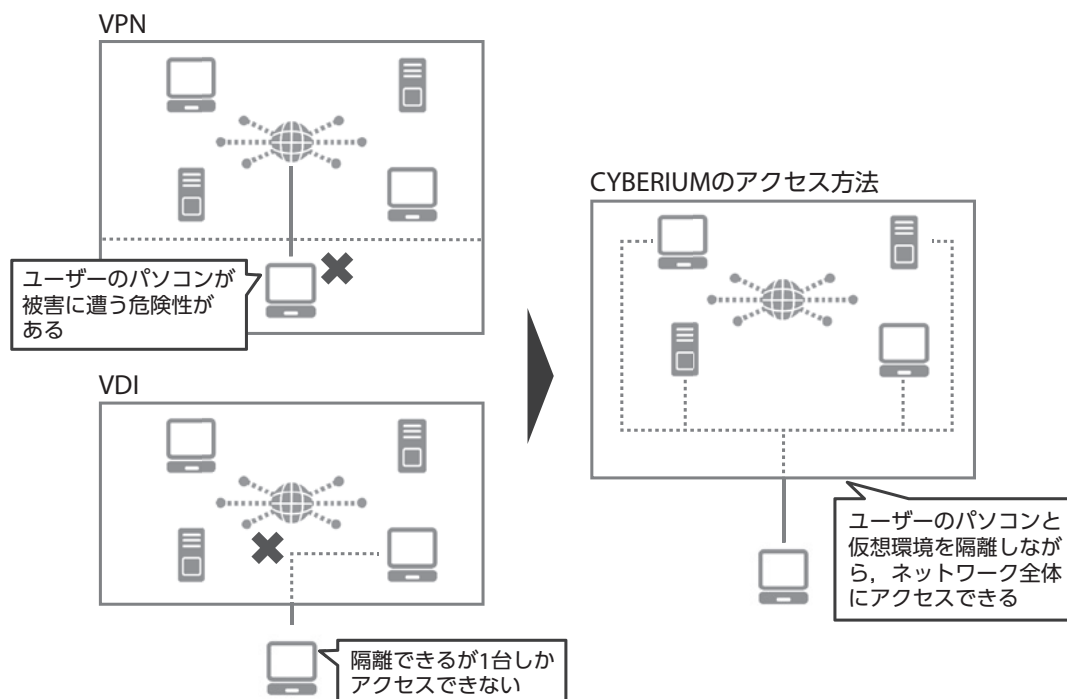 VPN
ユーザーのパソコンが
被害に遭う危険性が
ある
VDI
隔離できるが1台しか
アクセスできない
CYBERIUMのアクセス方法
ユーザーのパソコンと
仮想環境を隔離しなが
ら，ネットワーク全体
にアクセスできる